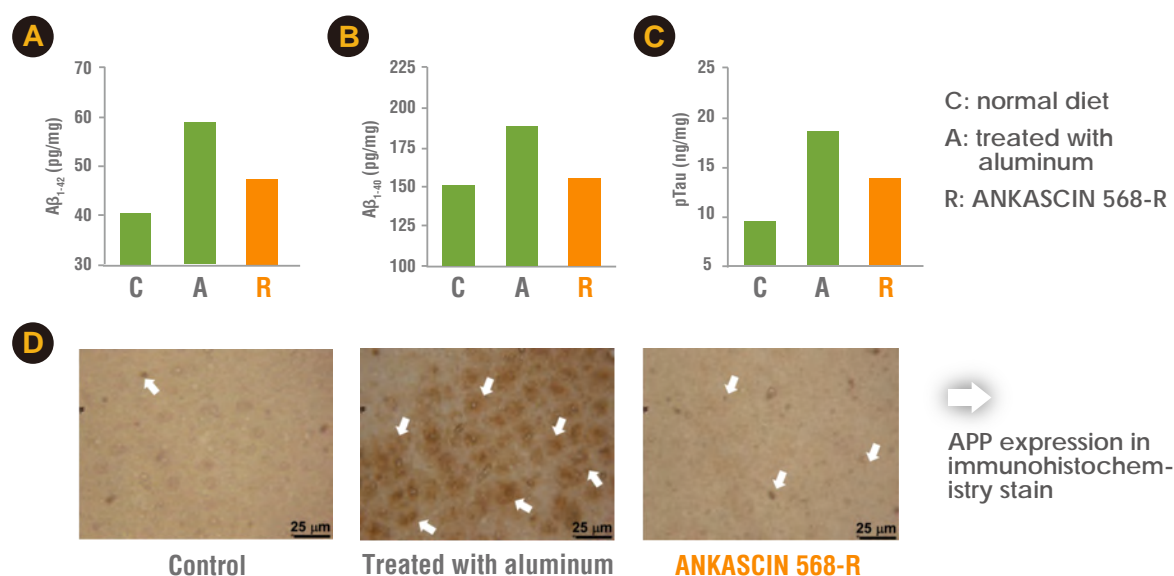 A
B
C
70
60
50
40
30
Aβ1-42 (pg/mg)
C A R
225
200
175
150
125
100
Aβ1-40 (pg/mg)
C A R
25
20
15
10
5
pTau (ng/mg)
C A R
C: normal diet
A: treated with
aluminum
R: ANKASCIN 568-R
D
25 μm
25 μm
25 μm
Control
Treated with aluminum
ANKASCIN 568-R
APP expression in
immunohistochem-
istry stain